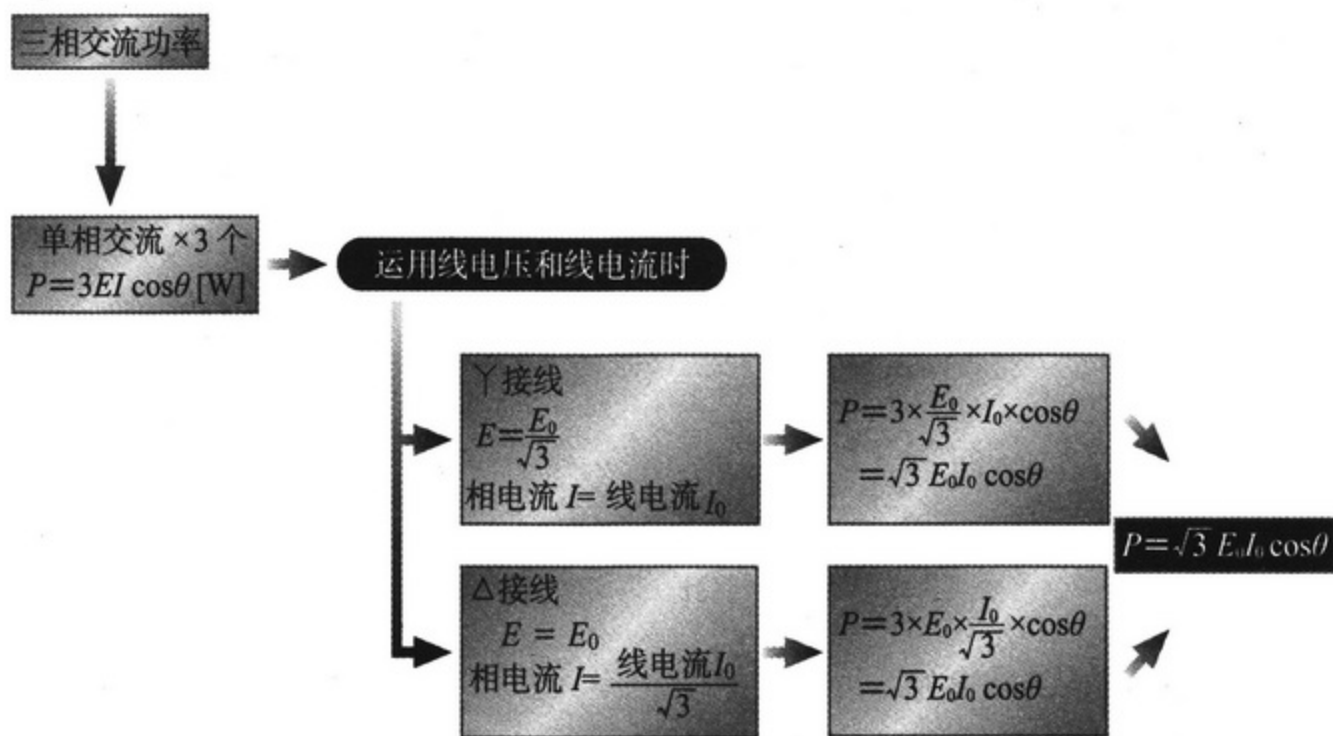 三相交流功率
单相交流×3个
P=3EI cosθ[W]
运用线电压和线电流时
丫接线
E=E₀/√3
相电流 I= 线电流 I₀
P=3×E₀/√3×I₀×cosθ
=√3 E₀I₀ cosθ
△接线
E = E₀
相电流 I= 线电流I₀/√3
P=3×E₀×I₀/√3×cosθ
=√3 E₀I₀ cosθ
P=√3 E₀I₀ cosθ